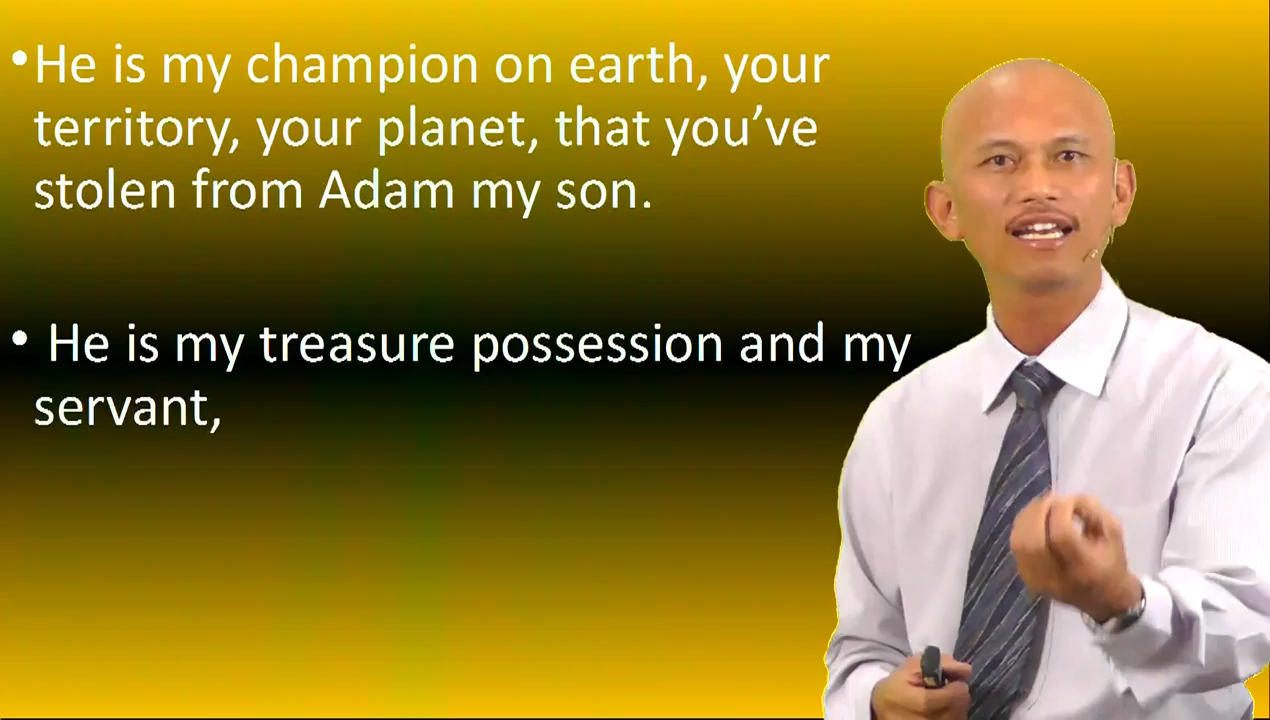 •He is my champion on earth, your
territory, your planet, that you’ve
stolen from Adam my son.
• He is my treasure possession and my
servant,